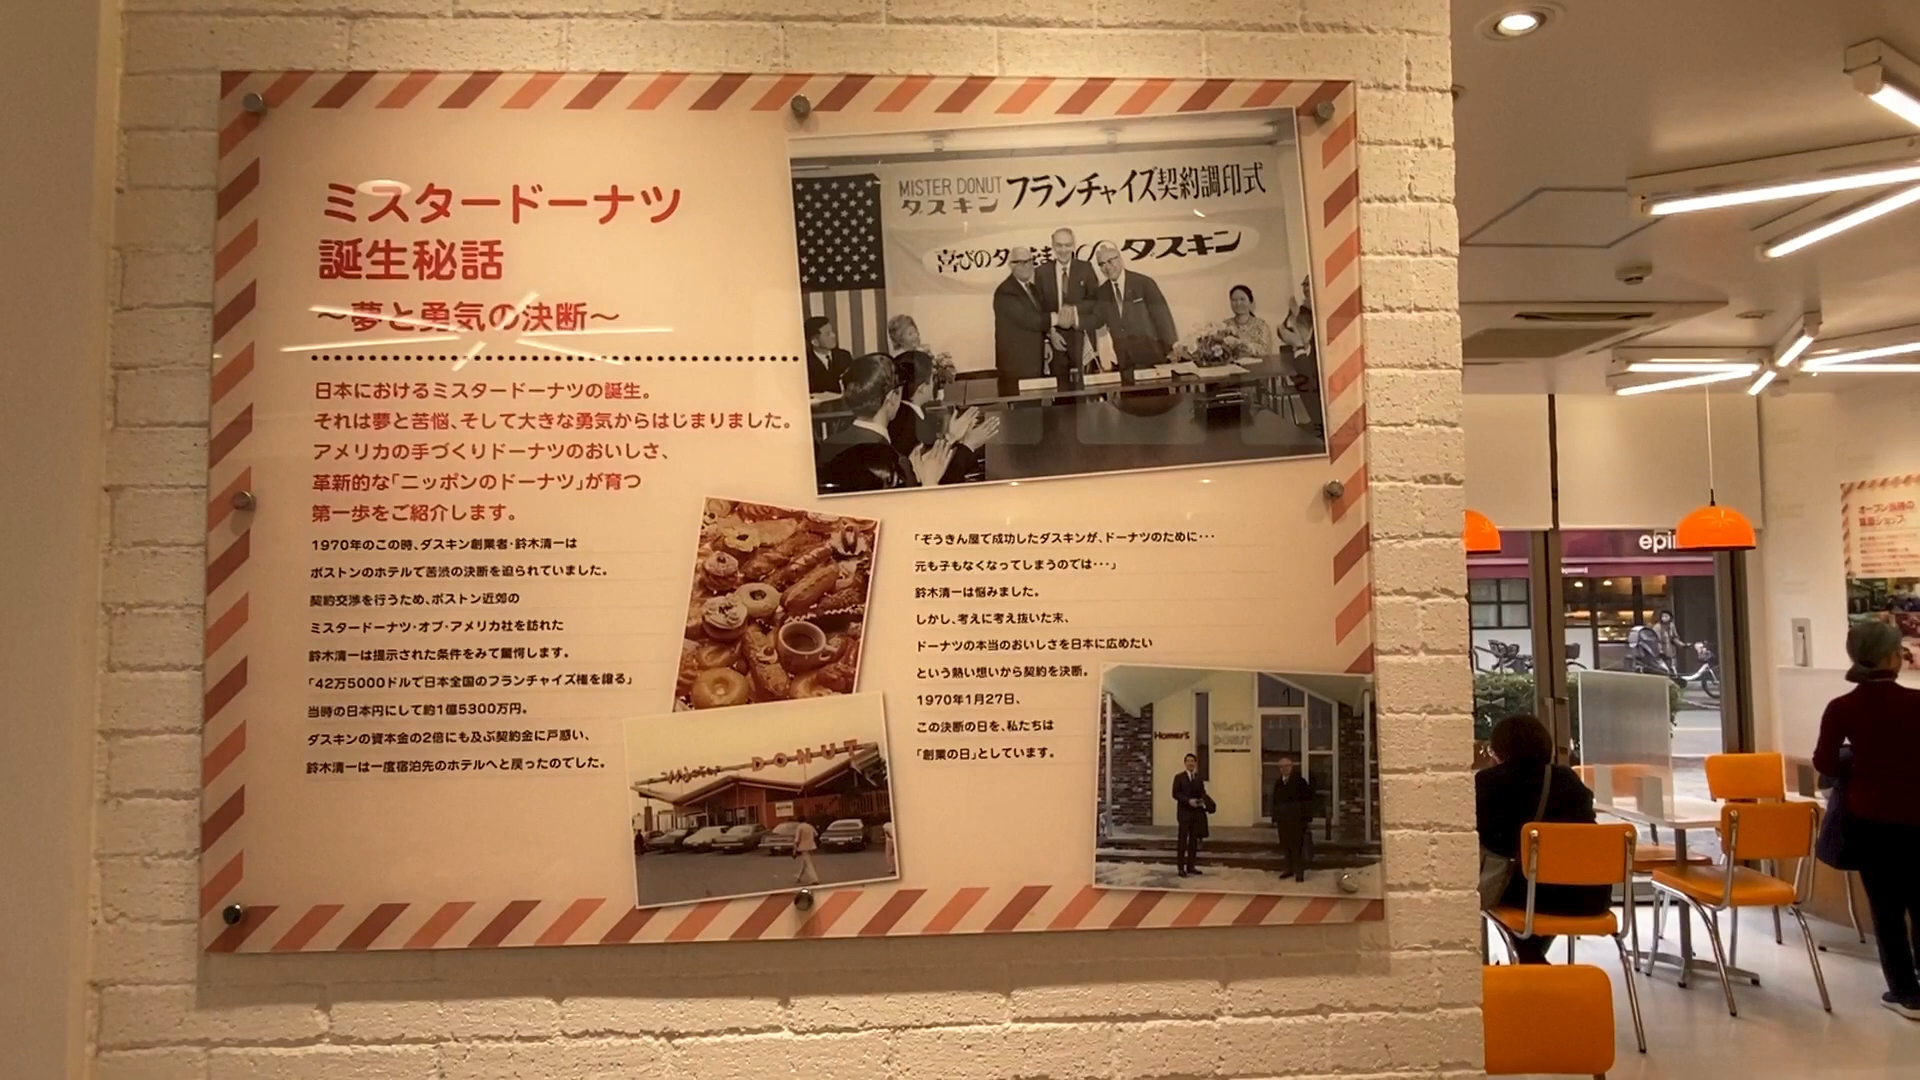 ミスタードーナツ
誕生秘話
～夢と勇気の決断～
日本におけるミスタードーナツの誕生。
それは夢と苦悩、そして大きな勇気からはじまりました。
アメリカの手づくりドーナツのおいしさ、
革新的な「ニッポンのドーナツ」が育つ
第一歩をご紹介します。
1970年のこの時、ダスキン創業者・鈴木清一は
ボストンのホテルで苦渋の決断を迫られていました。
契約交渉を行うため、ボストン近郊の
ミスタードーナツ・オブ・アメリカ社を訪れた
鈴木清一は提示された条件をみて驚愕します。
「42万5000ドルで日本全国のフランチャイズ権を譲る」
当時の日本円にして約1億5300万円。
ダスキンの資本金の2倍にも及ぶ契約金に戸惑い、
鈴木清一は一度宿泊先のホテルへと戻ったのでした。
MISTER DONUT
ダスキン
フランチャイズ契約調印式
喜びのタ
ダスキン
「ぞうきん屋で成功したダスキンが、ドーナツのために・・・
元も子もなくなってしまうのでは・・・」
鈴木清一は悩みました。
しかし、考えに考え抜いた末、
ドーナツの本当のおいしさを日本に広めたい
という熱い想いから契約を決断。
1970年1月27日、
この決断の日を、私たちは
「創業の日」としています。
Mister DONUT
Homer's
Mister
DONUT
epi
オープン当時の